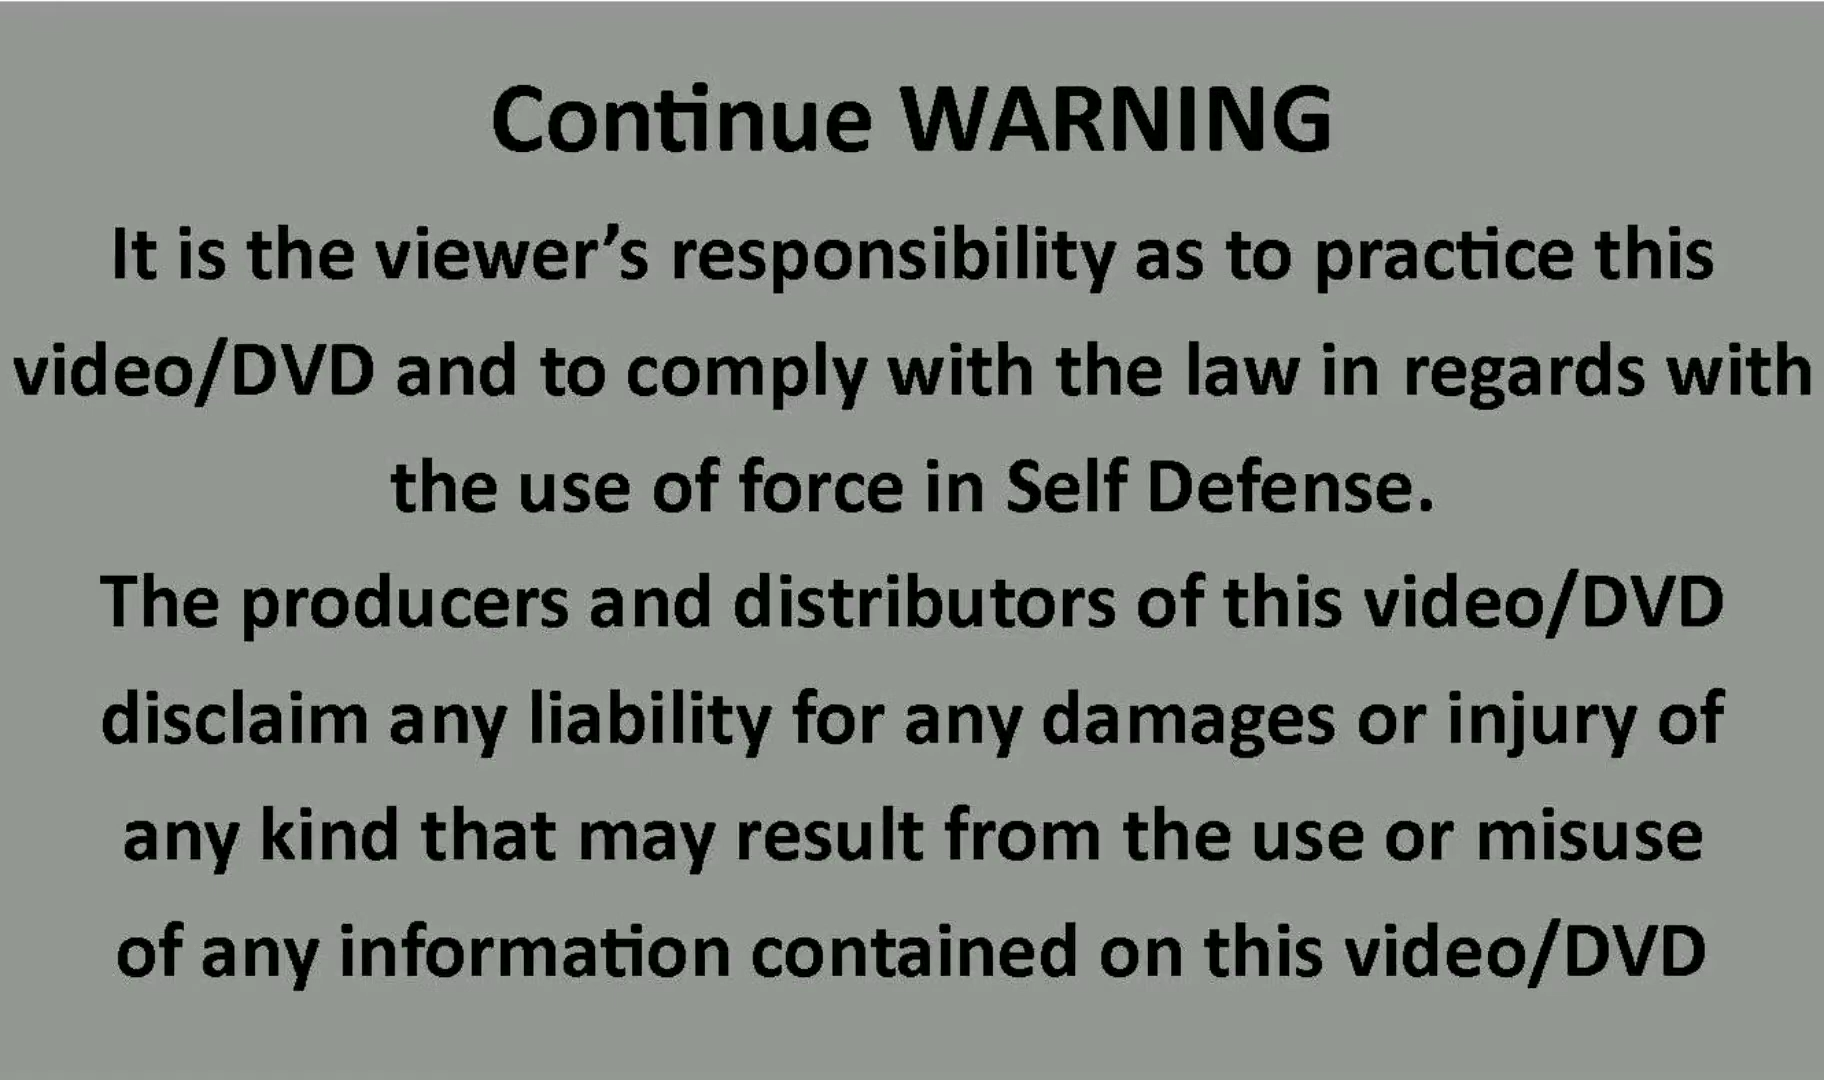 Continue WARNING
It is the viewer’s responsibility as to practice this
video/DVD and to comply with the law in regards with
the use of force in Self Defense.
The producers and distributors of this video/DVD
disclaim any liability for any damages or injury of
any kind that may result from the use or misuse
of any information contained on this video/DVD